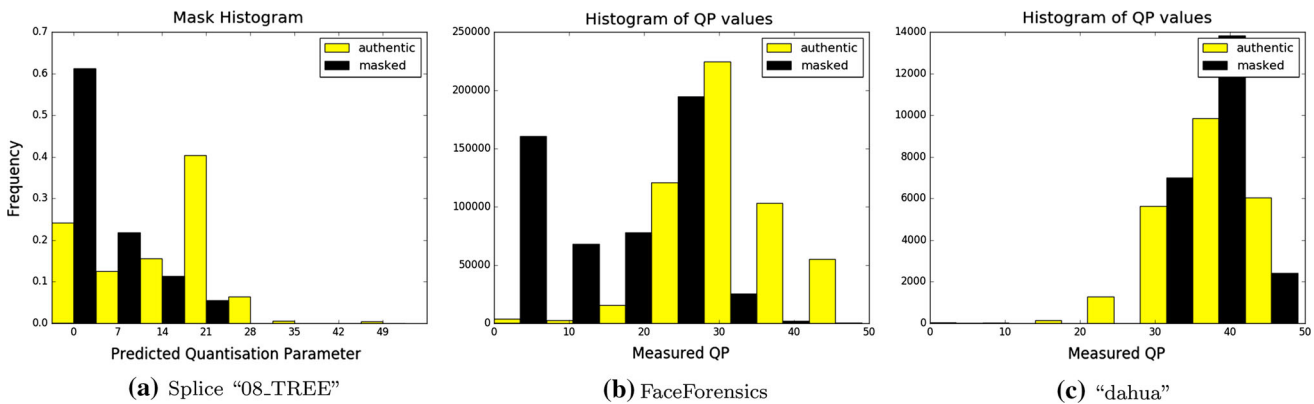 Mask Histogram
0.7
0.6
0.5
0.4
0.3
0.2
0.1
0.0
Frequency
authentic
masked
0 7 14 21 28 35 42 49
Predicted Quantisation Parameter
(a) Splice “08_TREE”
Histogram of QP values
250000
200000
150000
100000
50000
0
authentic
masked
0 10 20 30 40 50
Measured QP
(b) FaceForensics
Histogram of QP values
14000
12000
10000
8000
6000
4000
2000
0
authentic
masked
0 10 20 30 40 50
Measured QP
(c) “dahua”